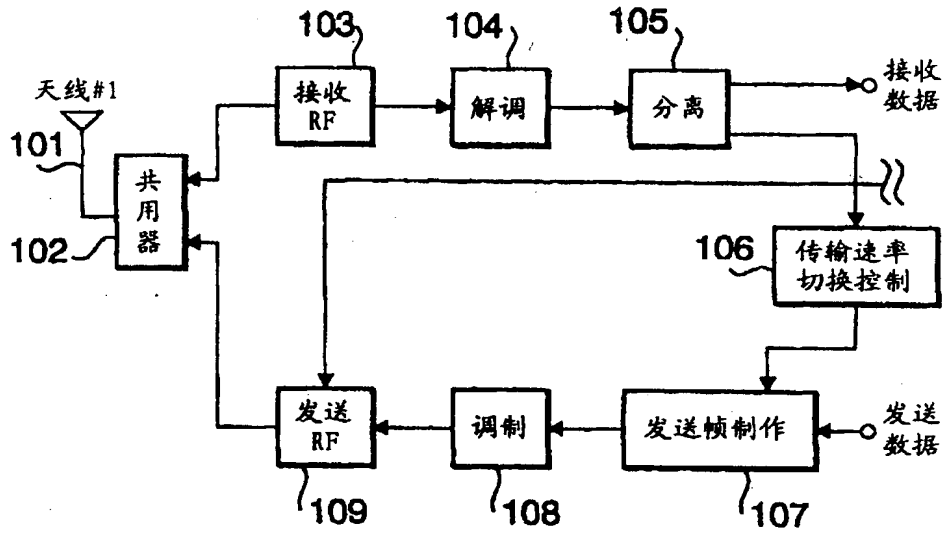 103
104
105
天线#1
接收
RF
解调
分离
接收
数据
101
共
用
器
102
106
传输速率
切换控制
发送
RF
调制
发送帧制作
发送
数据
109
108
107